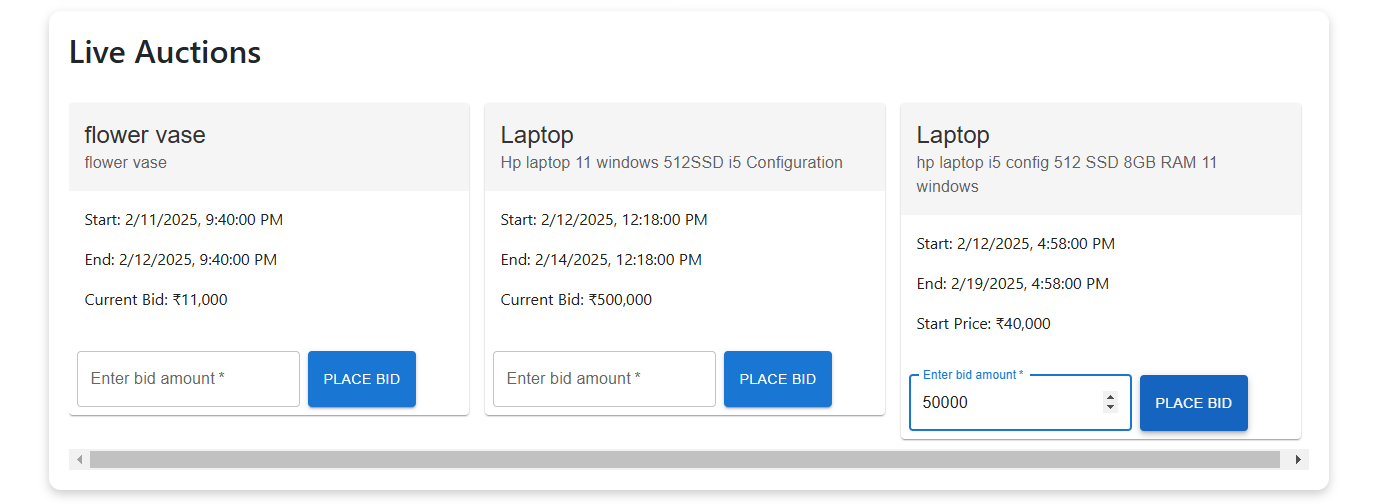 Live Auctions
flower vase
flower vase
Start: 2/11/2025, 9:40:00 PM
End: 2/12/2025, 9:40:00 PM
Current Bid: ₹11,000
Enter bid amount *
PLACE BID
Laptop
Hp laptop 11 windows 512SSD i5 Configuration
Start: 2/12/2025, 12:18:00 PM
End: 2/14/2025, 12:18:00 PM
Current Bid: ₹500,000
Enter bid amount *
PLACE BID
Laptop
hp laptop i5 config 512 SSD 8GB RAM 11
windows
Start: 2/12/2025, 4:58:00 PM
End: 2/19/2025, 4:58:00 PM
Start Price: ₹40,000
Enter bid amount *
50000
PLACE BID